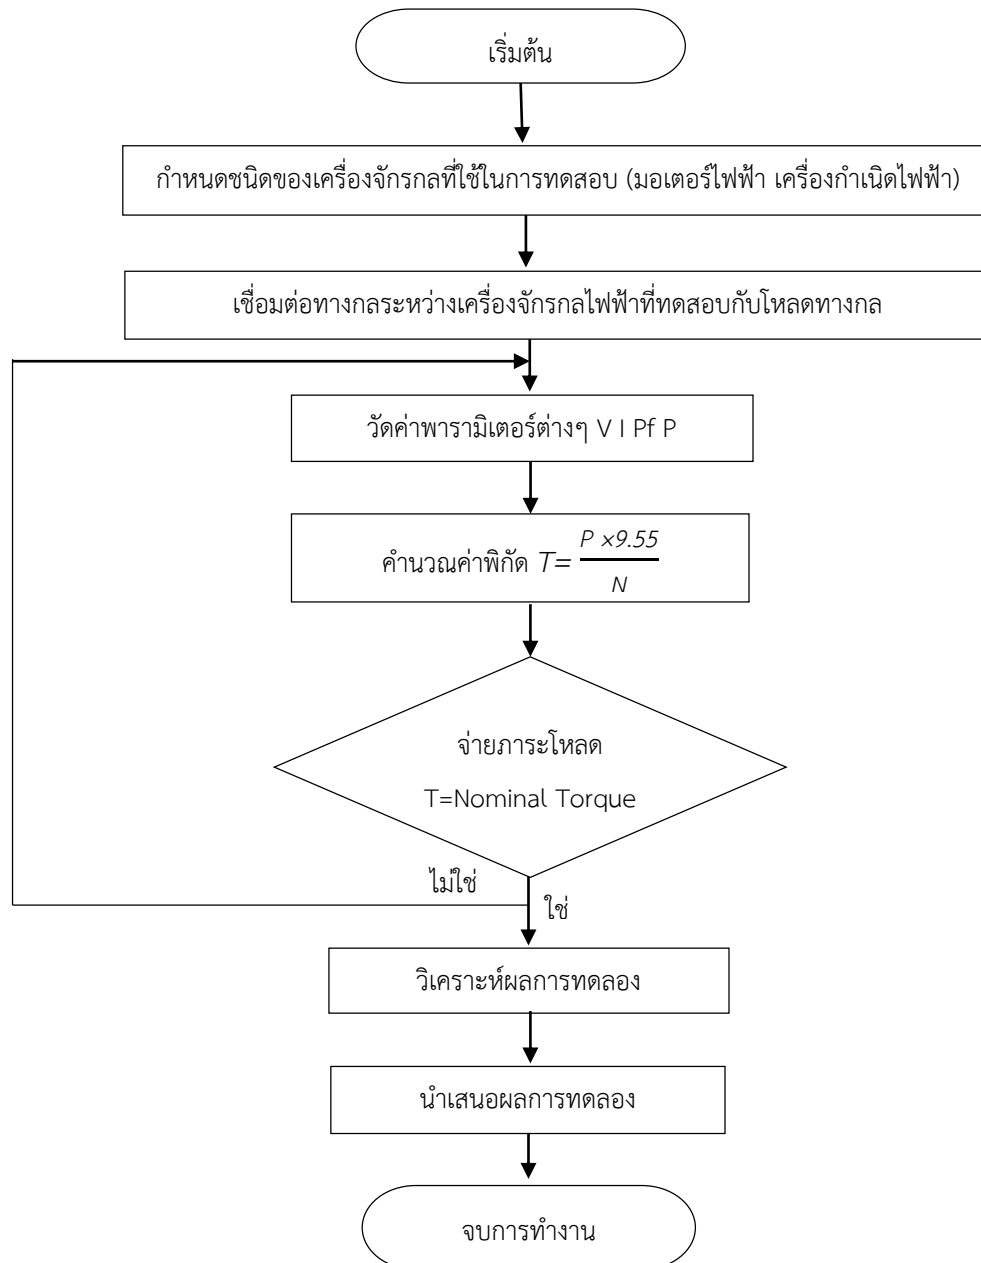 เริ่มต้น
กำหนดชนิดของเครื่องจักรกลที่ใช้ในการทดสอบ (มอเตอร์ไฟฟ้า เครื่องกำเนิดไฟฟ้า)
เชื่อมต่อทางกลระหว่างเครื่องจักรกลไฟฟ้าที่ทดสอบกับโหลดทางกล
วัดค่าพารามิเตอร์ต่างๆ V I Pf P
คำนวณค่าพิกัด T= P ×9.55
N
จ่ายภาระโหลด
T=Nominal Torque
ไม่ใช่
ใช่
วิเคราะห์ผลการทดลอง
นำเสนอผลการทดลอง
จบการทำงาน